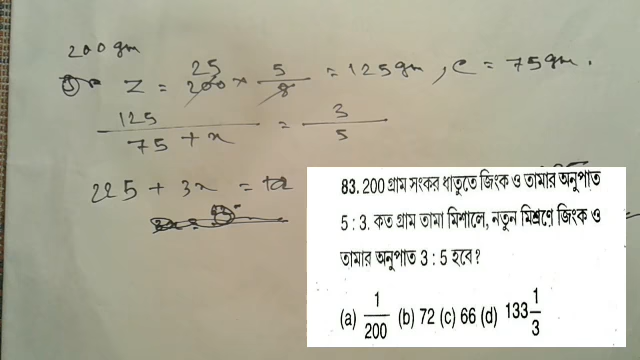 200 gm
Z = 200 25 × 5/8 = 125 gm, C = 75 gm.
125 / 75 + x = 3 / 5
225 + 3x =
83. 200 গ্রাম সংকর ধাতুতে জিংক ও তামার অনুপাত
5 : 3. কত গ্রাম তামা মিশালে, নতুন মিশ্রণে জিংক ও
তামার অনুপাত 3 : 5 হবে?
(a) 1/200 (b) 72 (c) 66 (d) 133 1/3